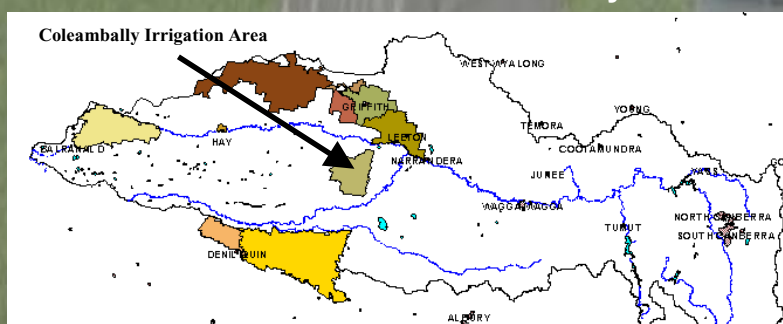 Coleambally Irrigation Area
WEST WYALONG
GRIFFITH
YOUNG
TEMORA
LEETON
HAY
COOTAMUNDRA
BALRANALD
NARRANDERA
JUNEE
YASS
GO
WAGGA WAGGA
NORTH CANBERRA
TUMUT
SOUTH CANBERRA
DENILIQUIN
ALBURY